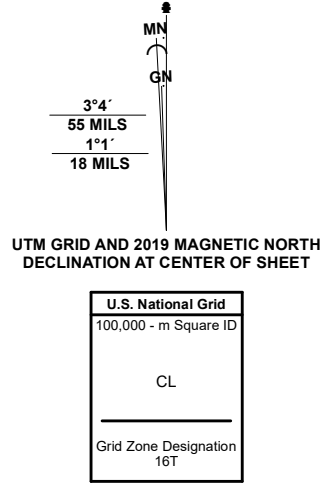 MN
GN
3°4´
55 MILS
1°1´
18 MILS
UTM GRID AND 2019 MAGNETIC NORTH
DECLINATION AT CENTER OF SHEET
U.S. National Grid
100,000 - m Square ID
CL
Grid Zone Designation
16T